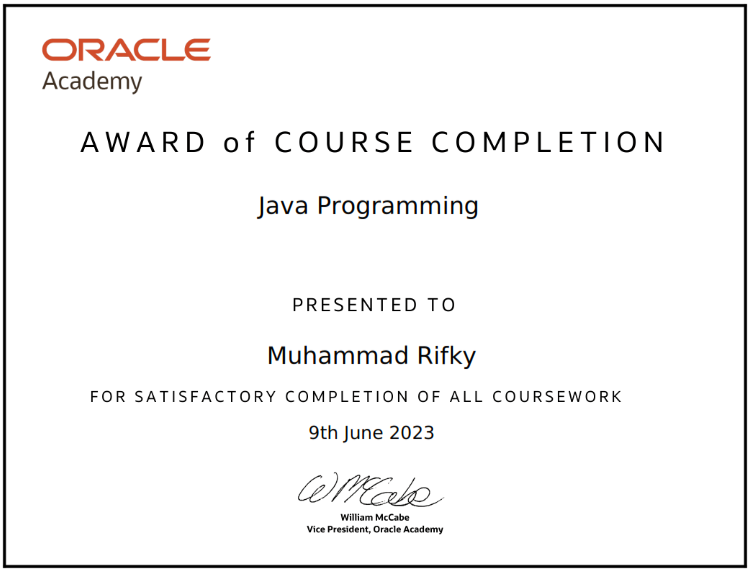 ORACLE
Academy
AWARD of COURSE COMPLETION
Java Programming
PRESENTED TO
Muhammad Rifky
FOR SATISFACTORY COMPLETION OF ALL COURSEWORK
9th June 2023
WMcCabe
William McCabe
Vice President, Oracle Academy